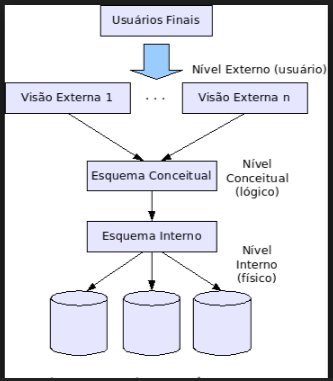 Usuários Finais
Nível Externo (usuário)
Visão Externa 1
. . .
Visão Externa n
Esquema Conceitual
Nível
Conceitual
(lógico)
Esquema Interno
Nível
Interno
(físico)